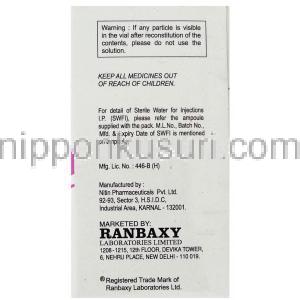 Warning : If any particle is visible
in the vial after reconstitution of the
contents, please do not use the
solution.
KEEP ALL MEDICINES OUT
OF REACH OF CHILDREN.
For detail of Sterile Water for Injections
I.P. (SWFI), please refer the ampoule
supplied with the pack. M.L.No., Batch No.,
Mfg. & expiry Date of SWFI is mentioned
nipponkusuri.com
Mfg. Lic. No. : 446-B (H)
Manufactured by :
Nitin Pharmaceuticals Pvt. Ltd.
92-93, Sector 3, H.S.I.D.C,
Industrial Area, KARNAL - 132001.
MARKETED BY:
RANBAXY
LABORATORIES LIMITED
1208-1215, 12TH FLOOR, DEVIKA TOWER,
6, NEHRU PLACE, NEW DELHI - 110 019.
® Registered Trade Mark of
Ranbaxy Laboratories Ltd.